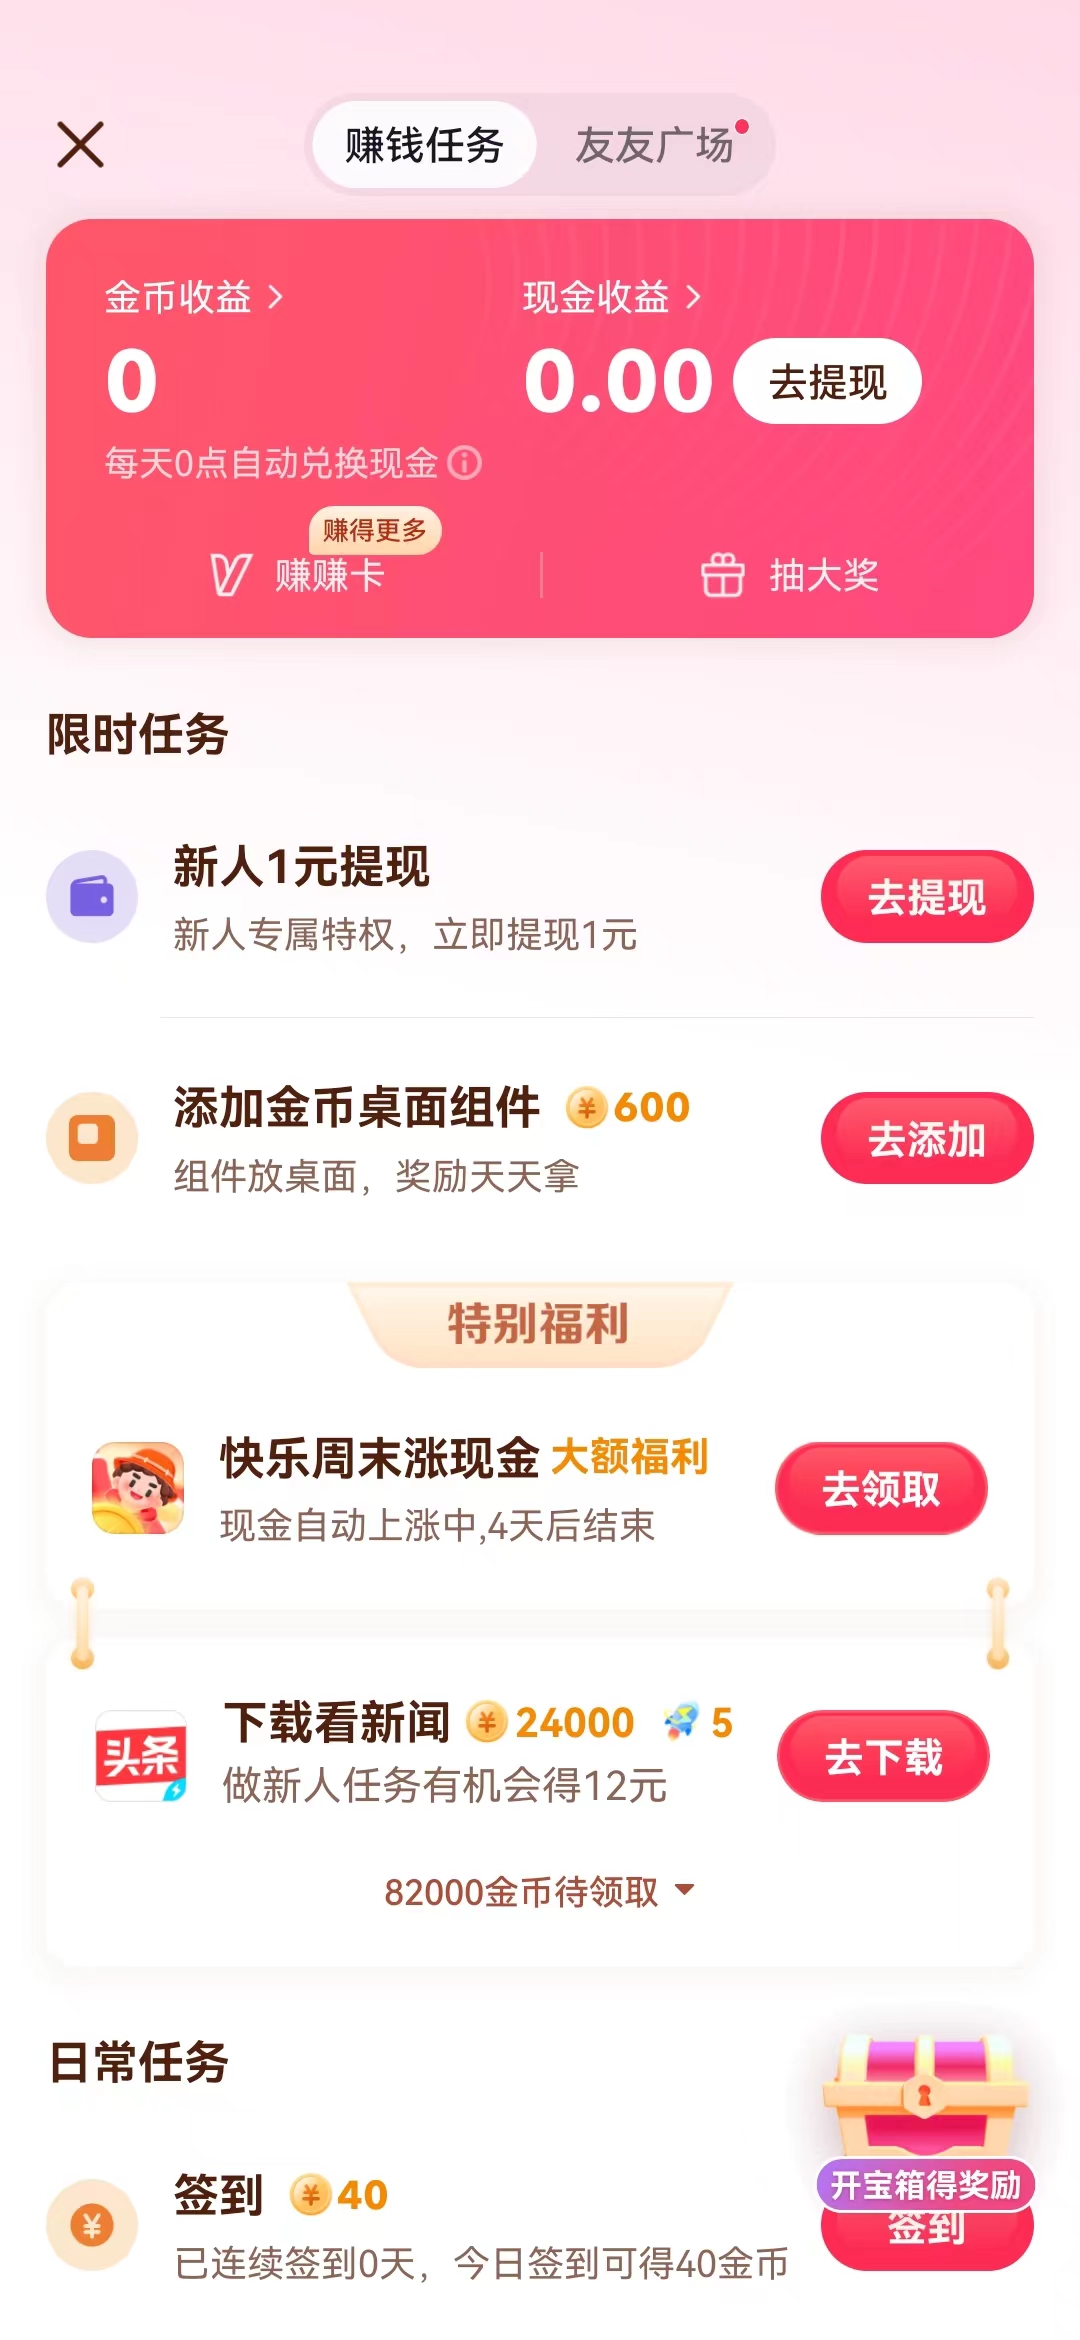 赚钱任务 友友广场
金币收益 现金收益
0 0.00 去提现
每天0点自动兑换现金
赚得更多
赚赚卡 抽大奖
限时任务
新人1元提现
新人专属特权，立即提现1元
去提现
添加金币桌面组件 600
组件放桌面，奖励天天拿
去添加
特别福利
快乐周末涨现金 大额福利
现金自动上涨中,4天后结束
去领取
头条
下载看新闻 24000 5
做新人任务有机会得12元
去下载
82000金币待领取
日常任务
开宝箱得奖励
签到 40
已连续签到0天，今日签到可得40金币
签到